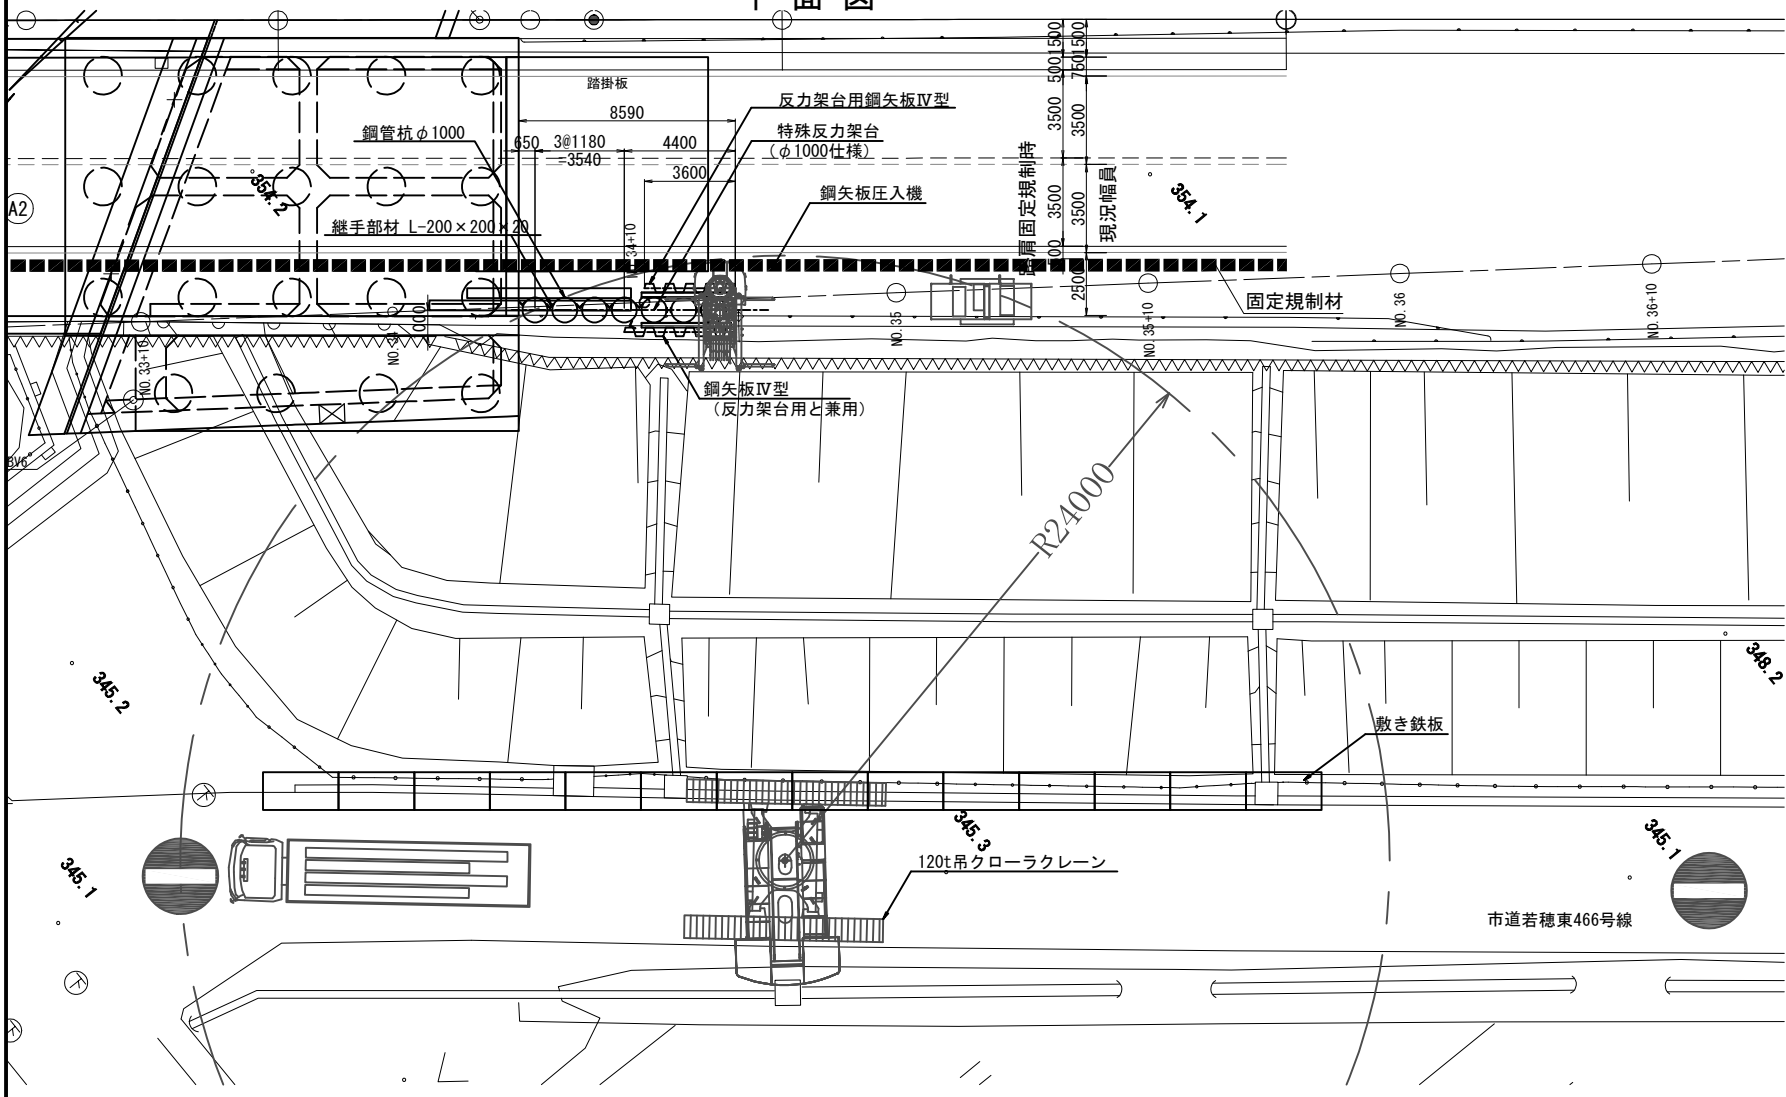 平 面 図
踏掛板
8590
反力架台用鋼矢板Ⅳ型
鋼管杭φ1000
特殊反力架台
（φ1000仕様）
650
3@1180
=3540
4400
3600
鋼矢板圧入機
継手部材 L-200×200×20
500
1500
750
1500
3500
3500
3500
3500
500
2500
路肩固定規制時
現況幅員
354.2
354.1
A2
固定規制材
NO.33+10
NO.34
NO.35
NO.35+10
NO.36
NO.36+10
鋼矢板Ⅳ型
（反力架台用と兼用）
BV6
R24000
345.2
348.2
敷き鉄板
345.3
345.1
345.1
120t吊クローラクレーン
市道若穂東466号線